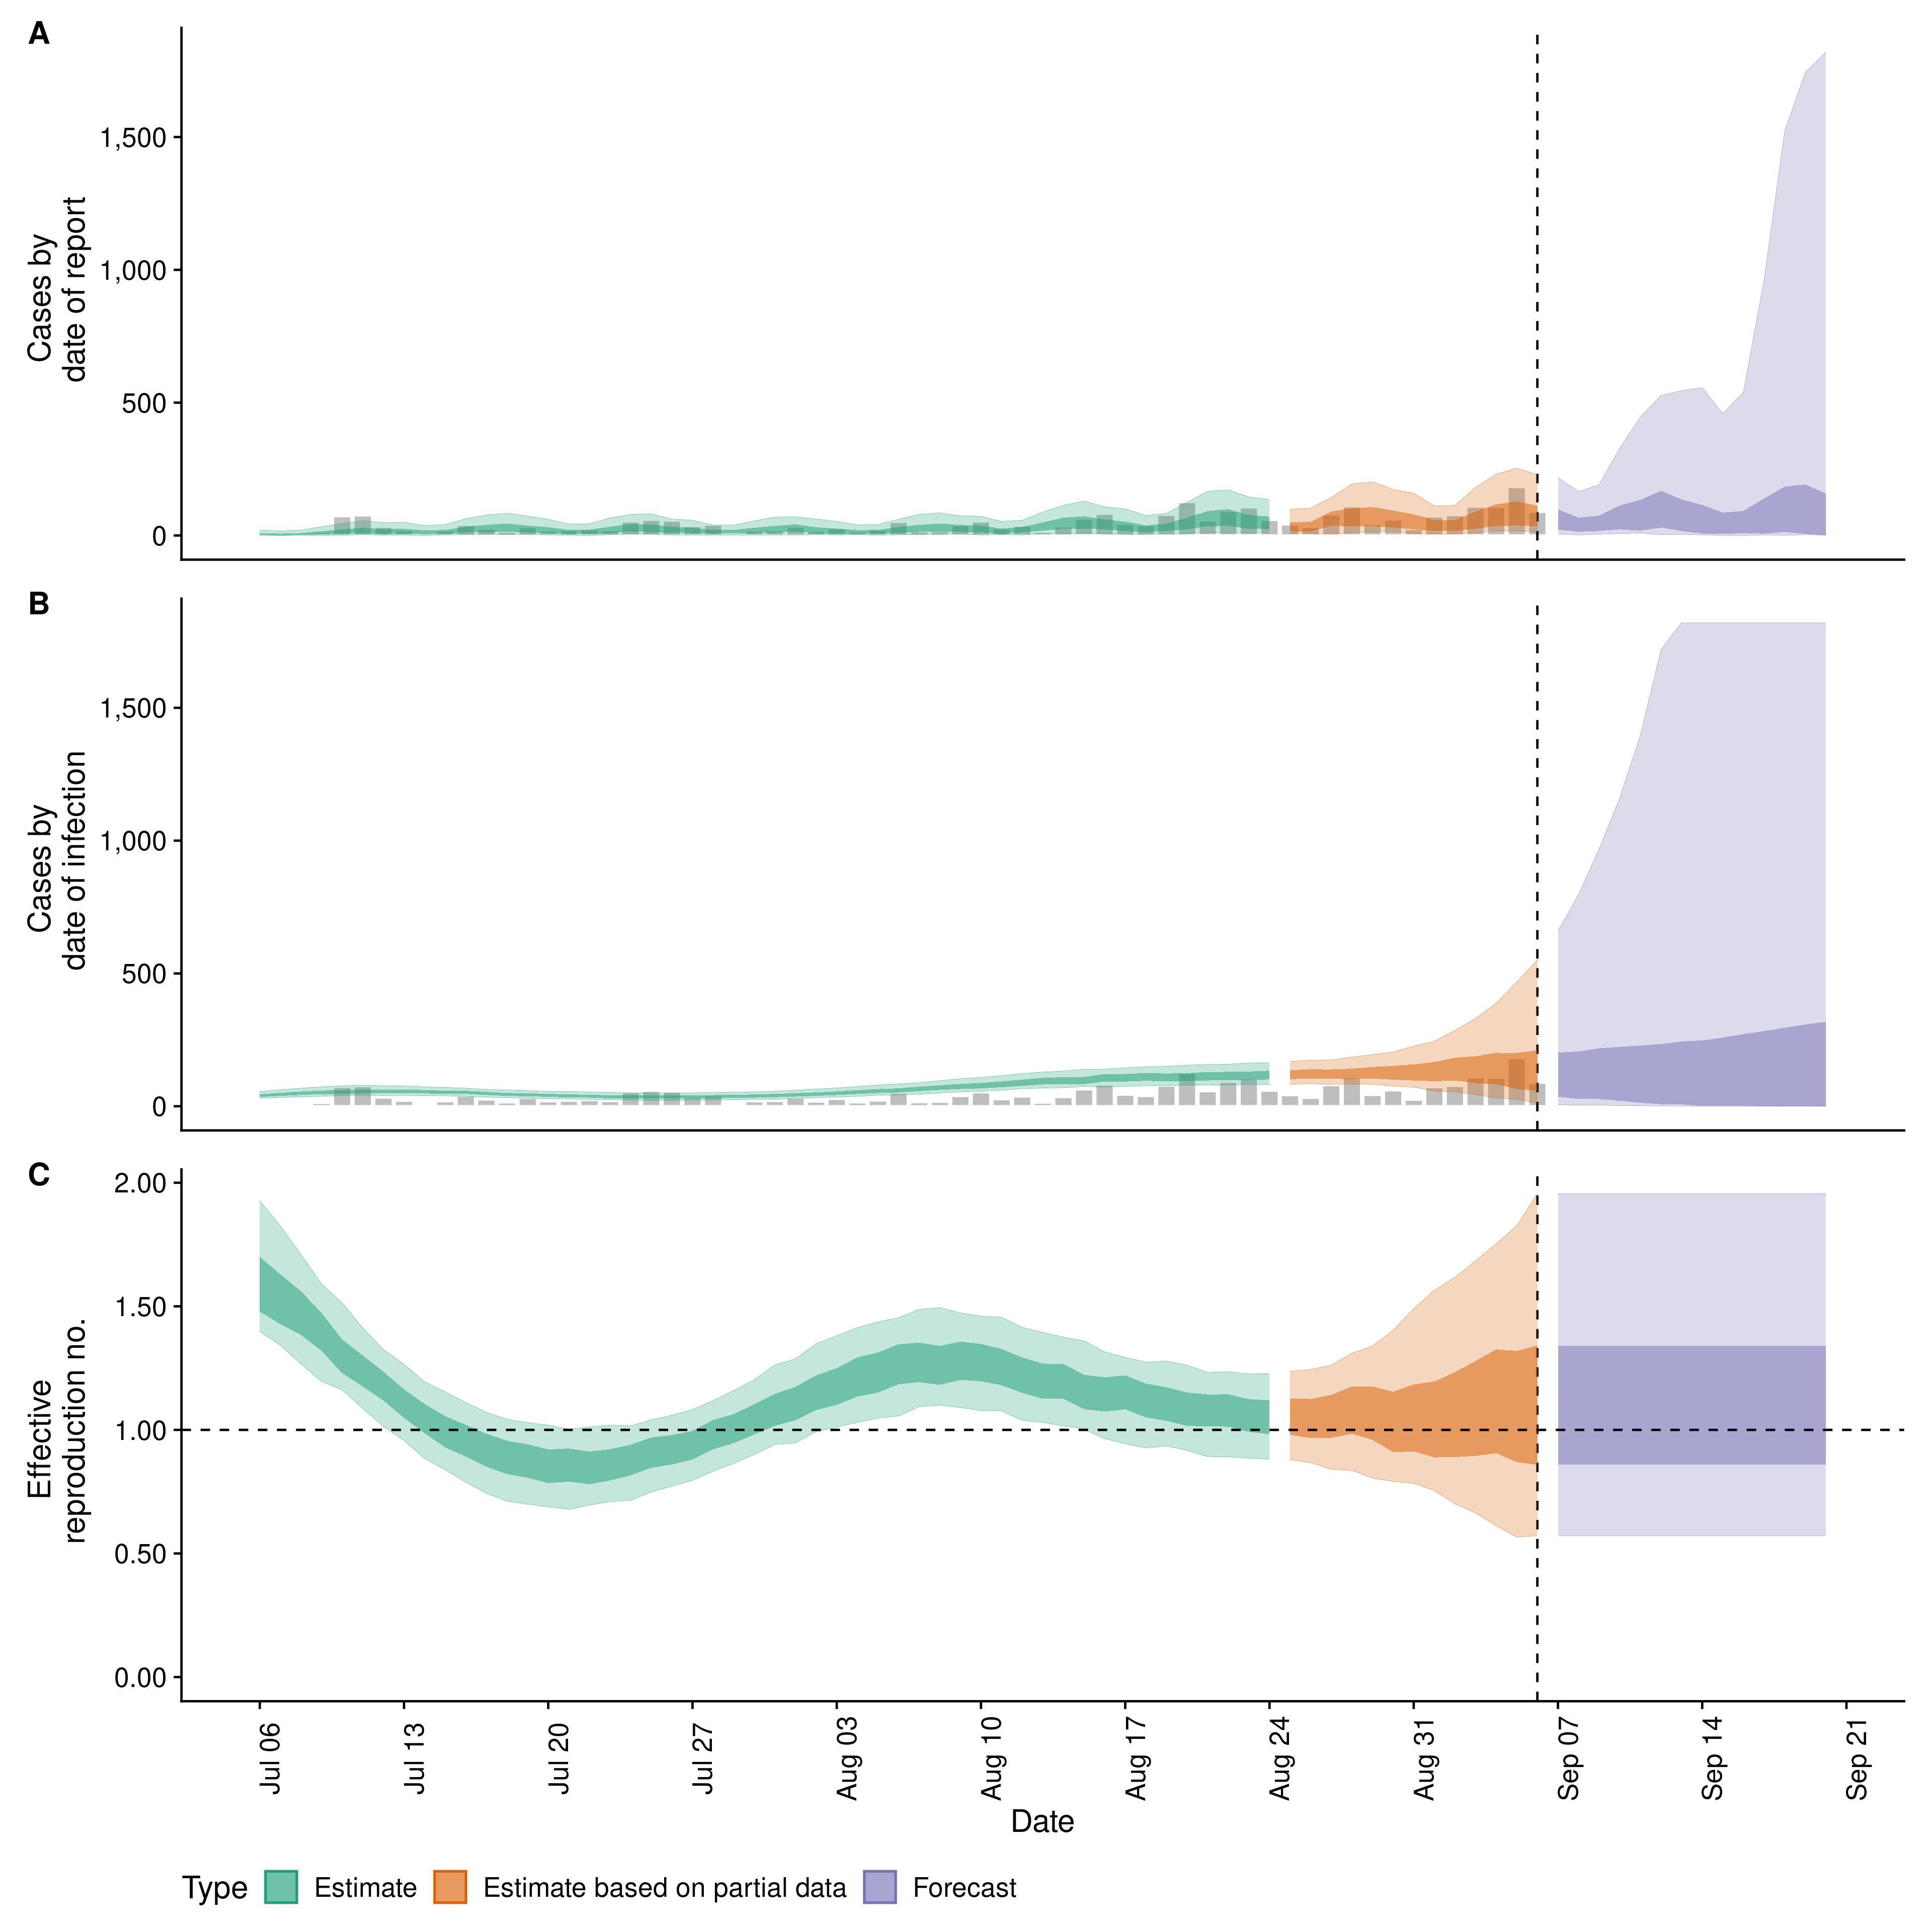 A
Cases by
date of report
1,500
1,000
500
0
B
Cases by
date of infection
1,500
1,000
500
0
C
Effective
reproduction no.
2.00
1.50
1.00
0.50
0.00
Jul 06
Jul 13
Jul 20
Jul 27
Aug 03
Aug 10
Aug 17
Aug 24
Aug 31
Sep 07
Sep 14
Sep 21
Date
Type Estimate Estimate based on partial data Forecast